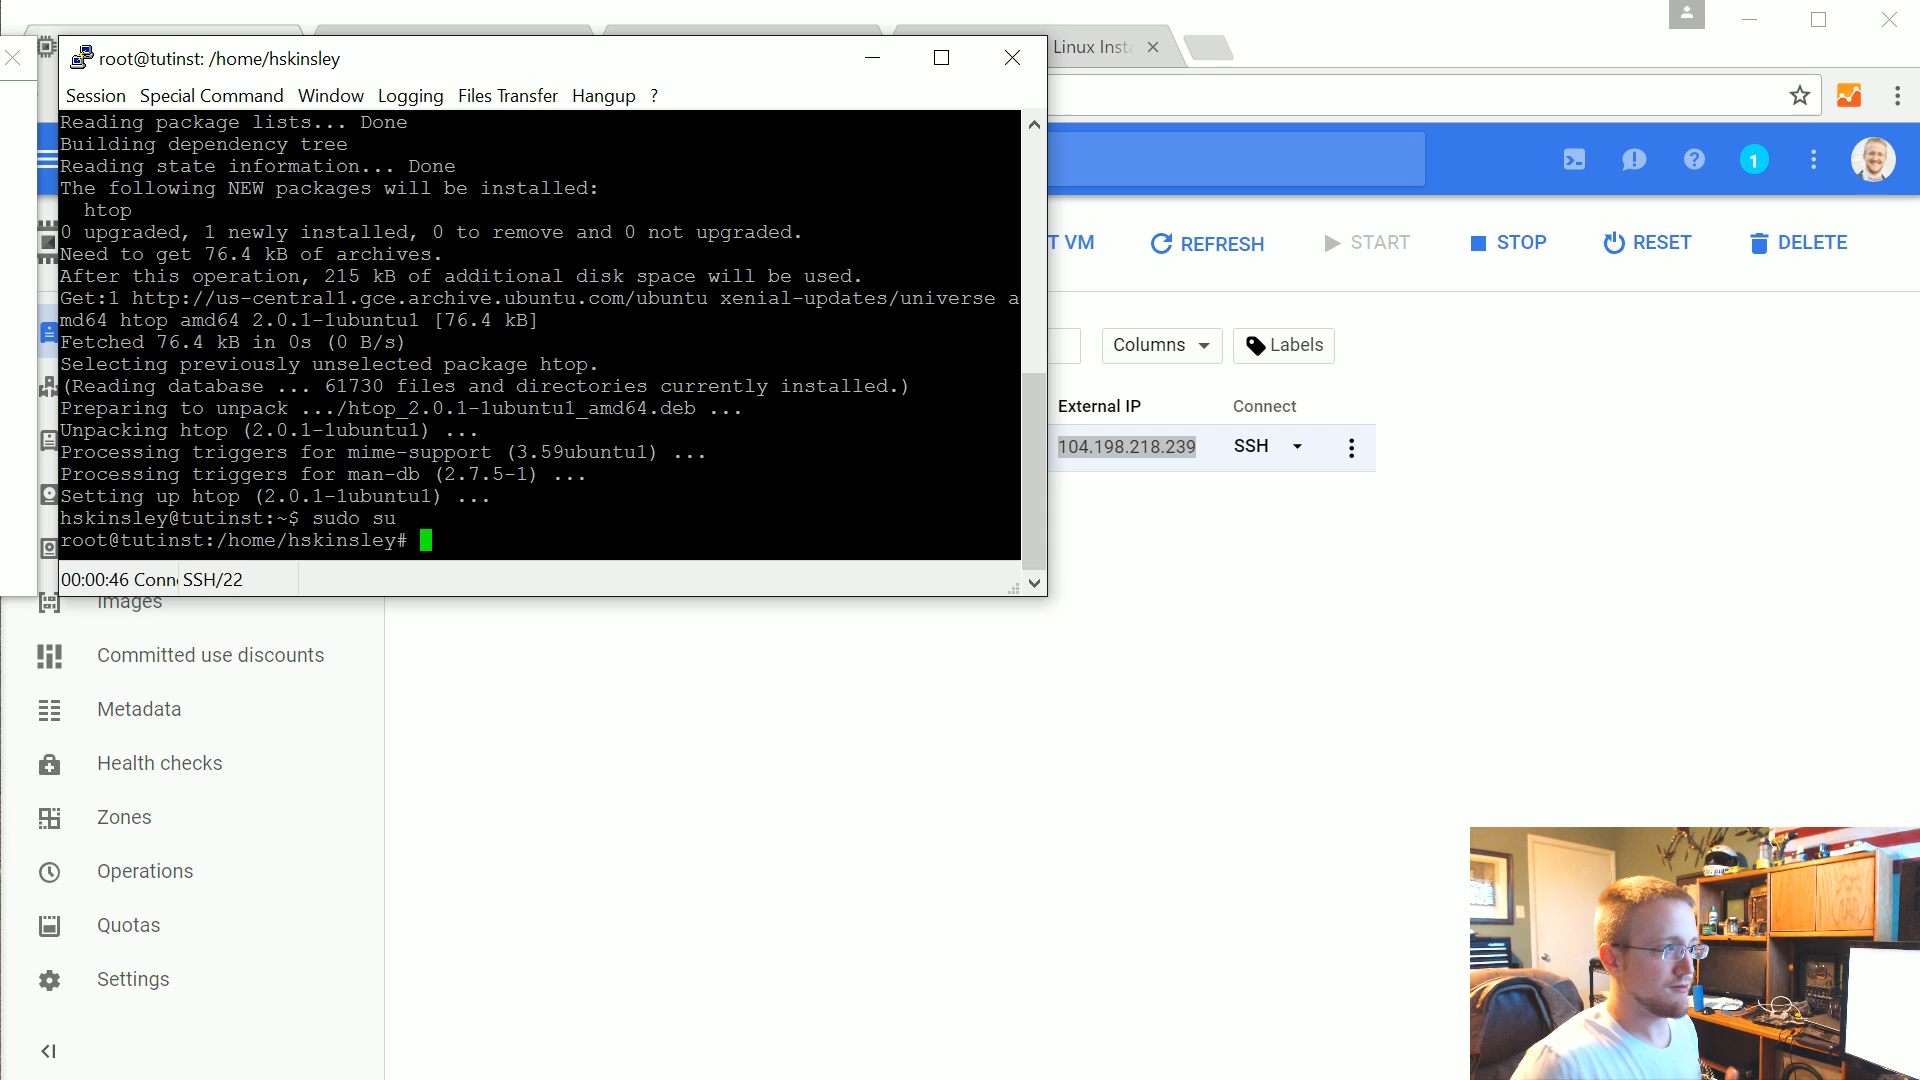 root@tutinst: /home/hskinsley
Linux Inst
Session Special Command Window Logging Files Transfer Hangup ?
Reading package lists... Done
Building dependency tree
Reading state information... Done
The following NEW packages will be installed:
htop
0 upgraded, 1 newly installed, 0 to remove and 0 not upgraded.
Need to get 76.4 kB of archives.
After this operation, 215 kB of additional disk space will be used.
Get:1 http://us-central1.gce.archive.ubuntu.com/ubuntu xenial-updates/universe a
md64 htop amd64 2.0.1-1ubuntu1 [76.4 kB]
Fetched 76.4 kB in 0s (0 B/s)
Selecting previously unselected package htop.
(Reading database ... 61730 files and directories currently installed.)
Preparing to unpack .../htop_2.0.1-1ubuntu1_amd64.deb ...
Unpacking htop (2.0.1-1ubuntu1) ...
Processing triggers for mime-support (3.59ubuntu1) ...
Processing triggers for man-db (2.7.5-1) ...
Setting up htop (2.0.1-1ubuntu1) ...
hskinsley@tutinst:~$ sudo su
root@tutinst:/home/hskinsley#
00:00:46 Conn SSH/22
1
T VM REFRESH START STOP RESET DELETE
Columns Labels
External IP Connect
104.198.218.239 SSH
Images
Committed use discounts
Metadata
Health checks
Zones
Operations
Quotas
Settings